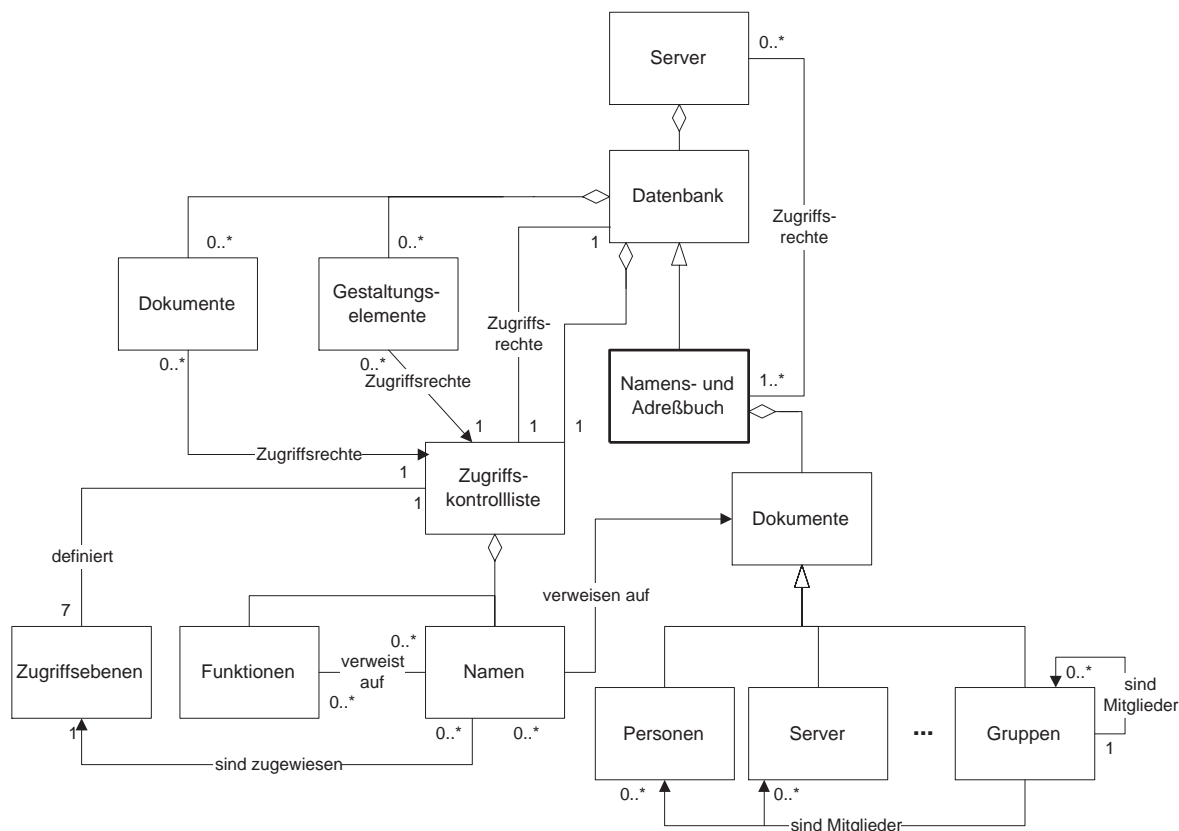 Server
0..*
Datenbank
Zugriffs-
rechte
0..*
0..*
1
Dokumente
Gestaltungs-
elemente
Zugriffs-
rechte
0..*
0..*
Zugriffsrechte
Namens- und
Adreßbuch
1..*
1
1
1
Zugriffsrechte
1
1
Zugriffs-
kontrollliste
Dokumente
definiert
verweisen auf
7
0..*
Zugriffsebenen
Funktionen
verweist
auf
Namen
0..*
0..*
sind
Mitglieder
1
0..*
0..*
1
Personen
Server
...
Gruppen
sind zugewiesen
0..*
0..*
sind Mitglieder